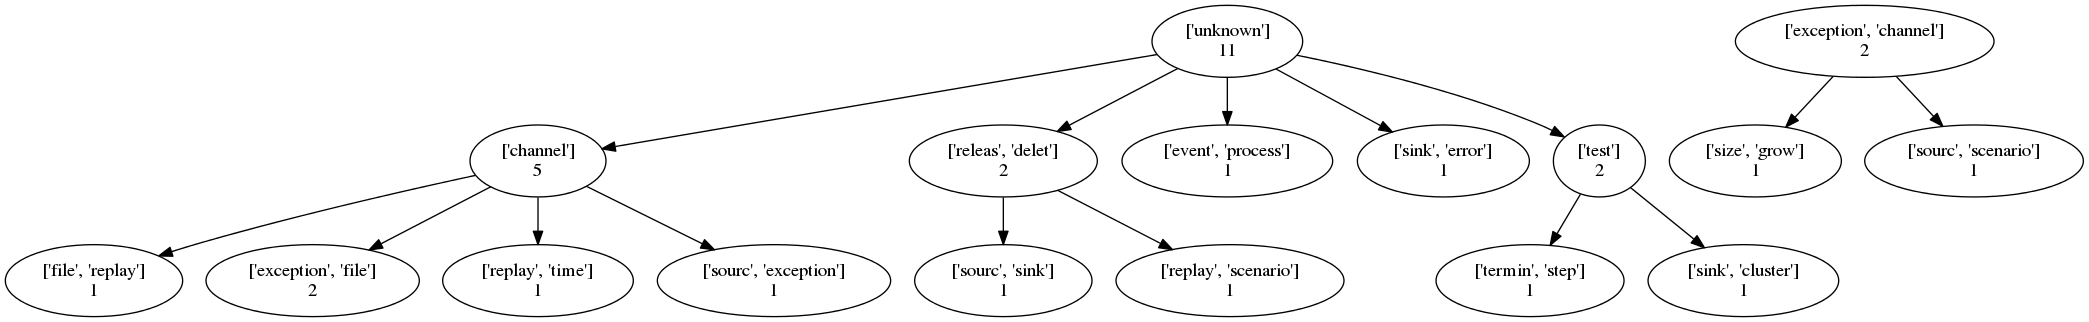 ['unknown']
11
['exception', 'channel']
2
['channel']
5
['releas', 'delet']
2
['event', 'process']
1
['sink', 'error']
1
['test']
2
['size', 'grow']
1
['sourc', 'scenario']
1
['file', 'replay']
1
['exception', 'file']
2
['replay', 'time']
1
['sourc', 'exception']
1
['sourc', 'sink']
1
['replay', 'scenario']
1
['termin', 'step']
1
['sink', 'cluster']
1